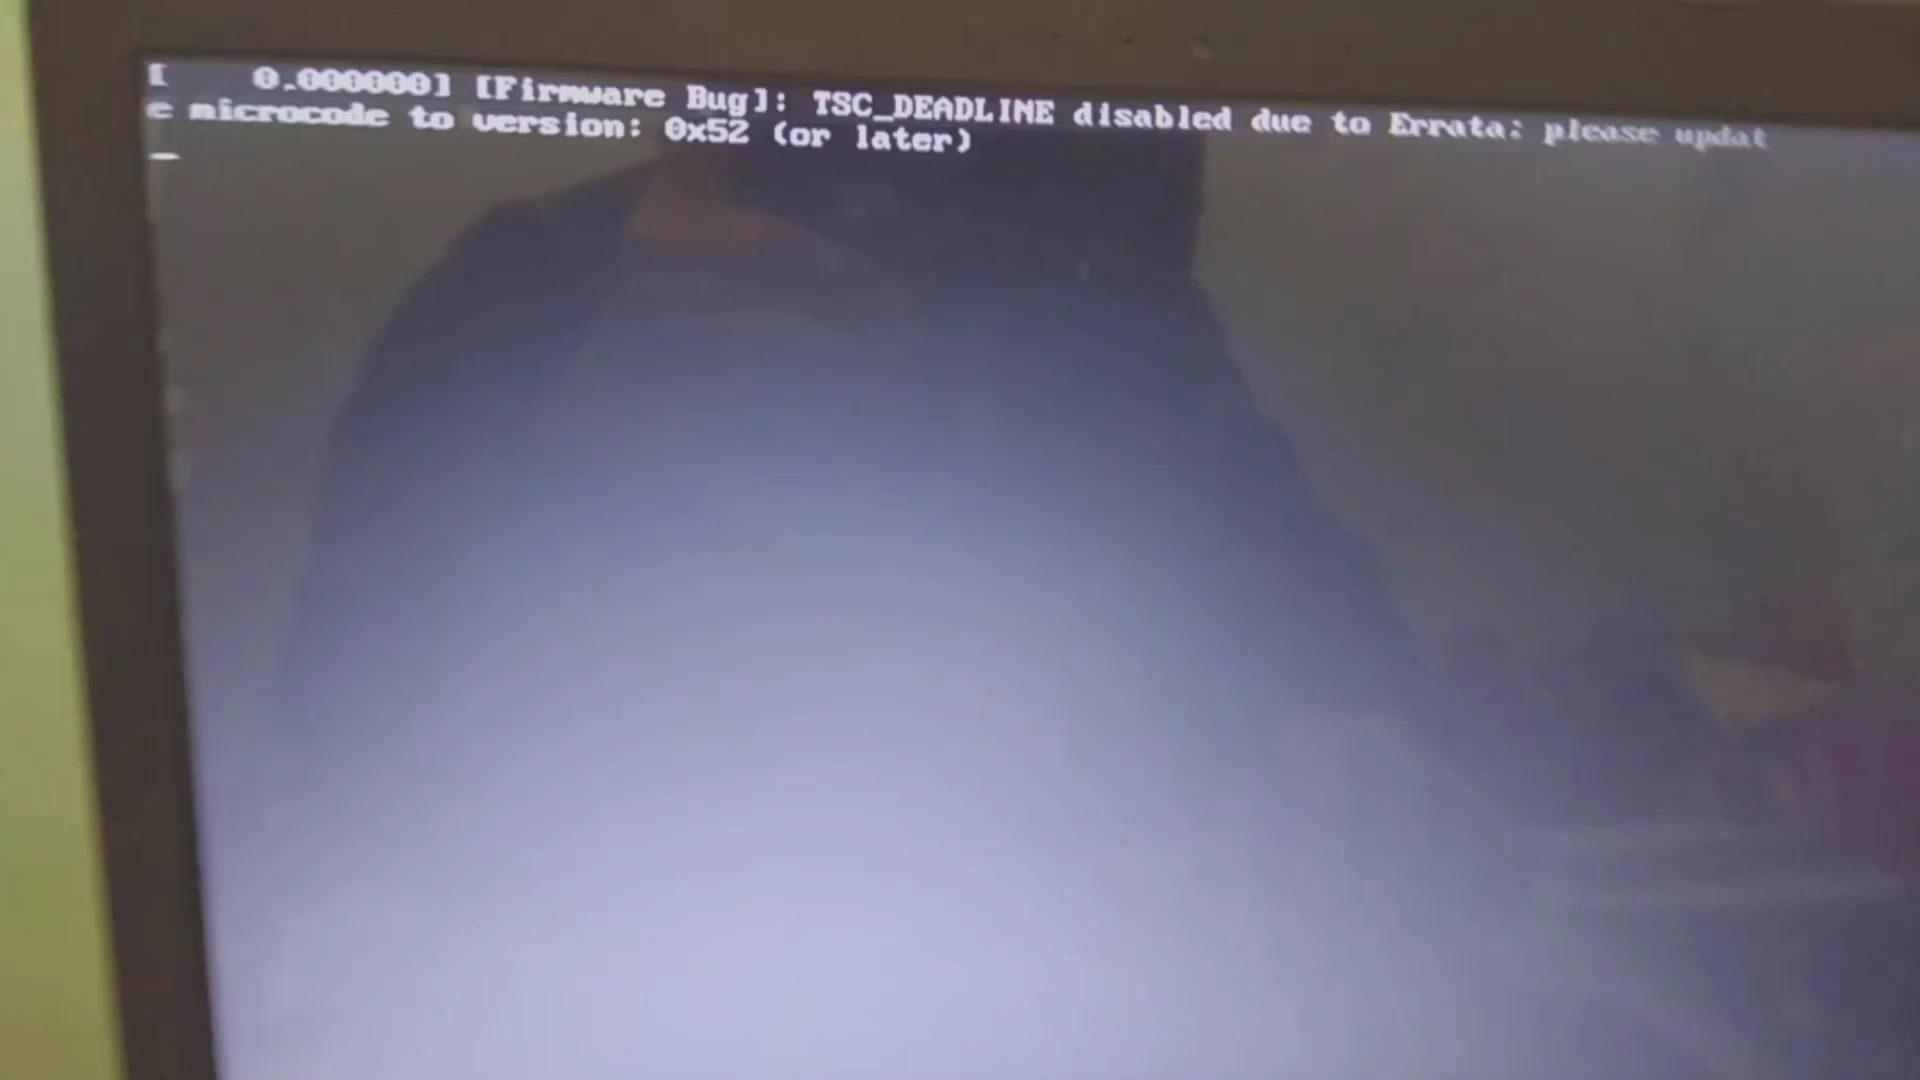 [    0.000000] [Firmware Bug]: TSC_DEADLINE disabled due to Errata; please updat
e microcode to version: 0x52 (or later)
_